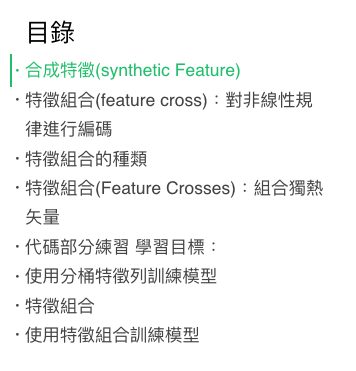 目錄
· 合成特徵(synthetic Feature)
· 特徵組合(feature cross)：對非線性規
律進行編碼
· 特徵組合的種類
· 特徵組合(Feature Crosses)：組合獨熱
矢量
· 代碼部分練習 學習目標：
· 使用分桶特徵列訓練模型
· 特徵組合
· 使用特徵組合訓練模型